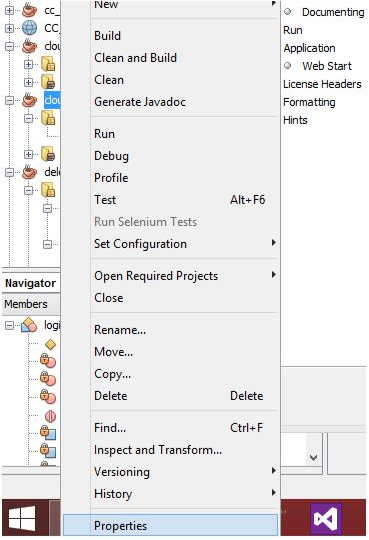 cc_
CC_
clou
clou
dele
Navigator
Members
logi
New
Build
Clean and Build
Clean
Generate Javadoc
Run
Debug
Profile
Test Alt+F6
Run Selenium Tests
Set Configuration
Open Required Projects
Close
Rename...
Move...
Copy...
Delete Delete
Find... Ctrl+F
Inspect and Transform...
Versioning
History
Properties
Documenting
Run
Application
Web Start
License Headers
Formatting
Hints